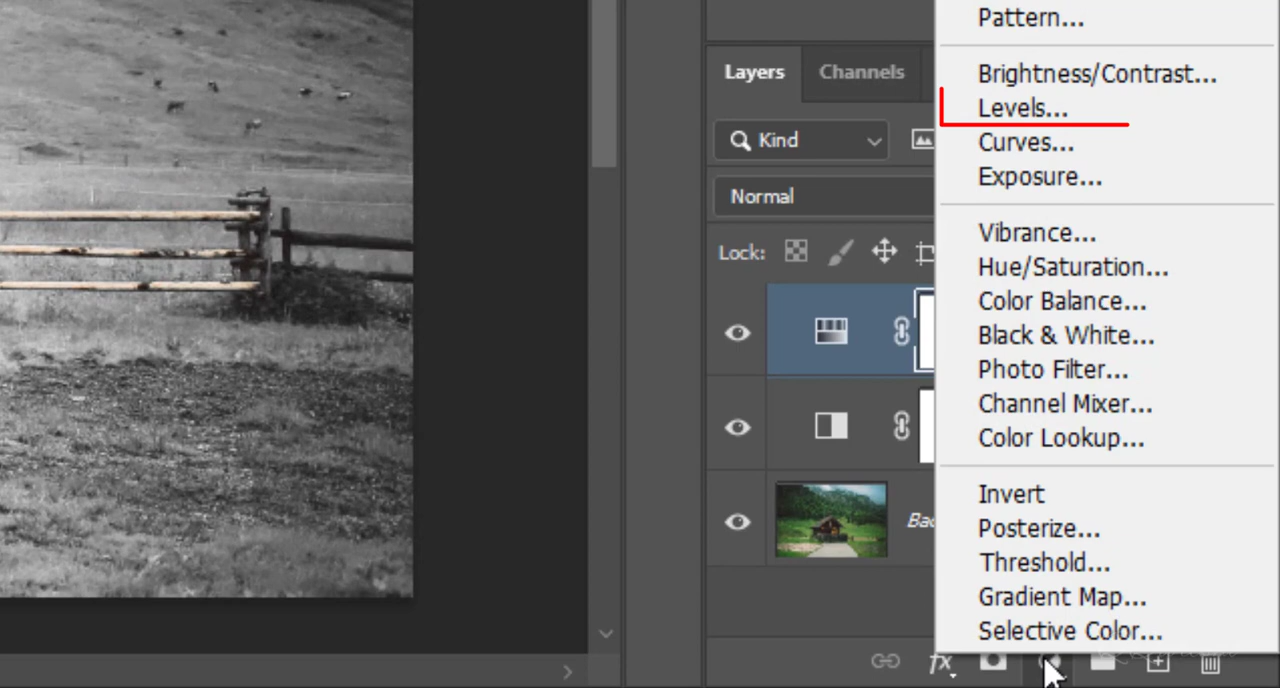 Pattern...
Layers
Channels
Brightness/Contrast...
Levels...
Kind
Curves...
Exposure...
Normal
Vibrance...
Lock:
Hue/Saturation...
Color Balance...
Black & White...
Photo Filter...
Channel Mixer...
Color Lookup...
Invert
Bac
Posterize...
Threshold...
Gradient Map...
Selective Color...
fx